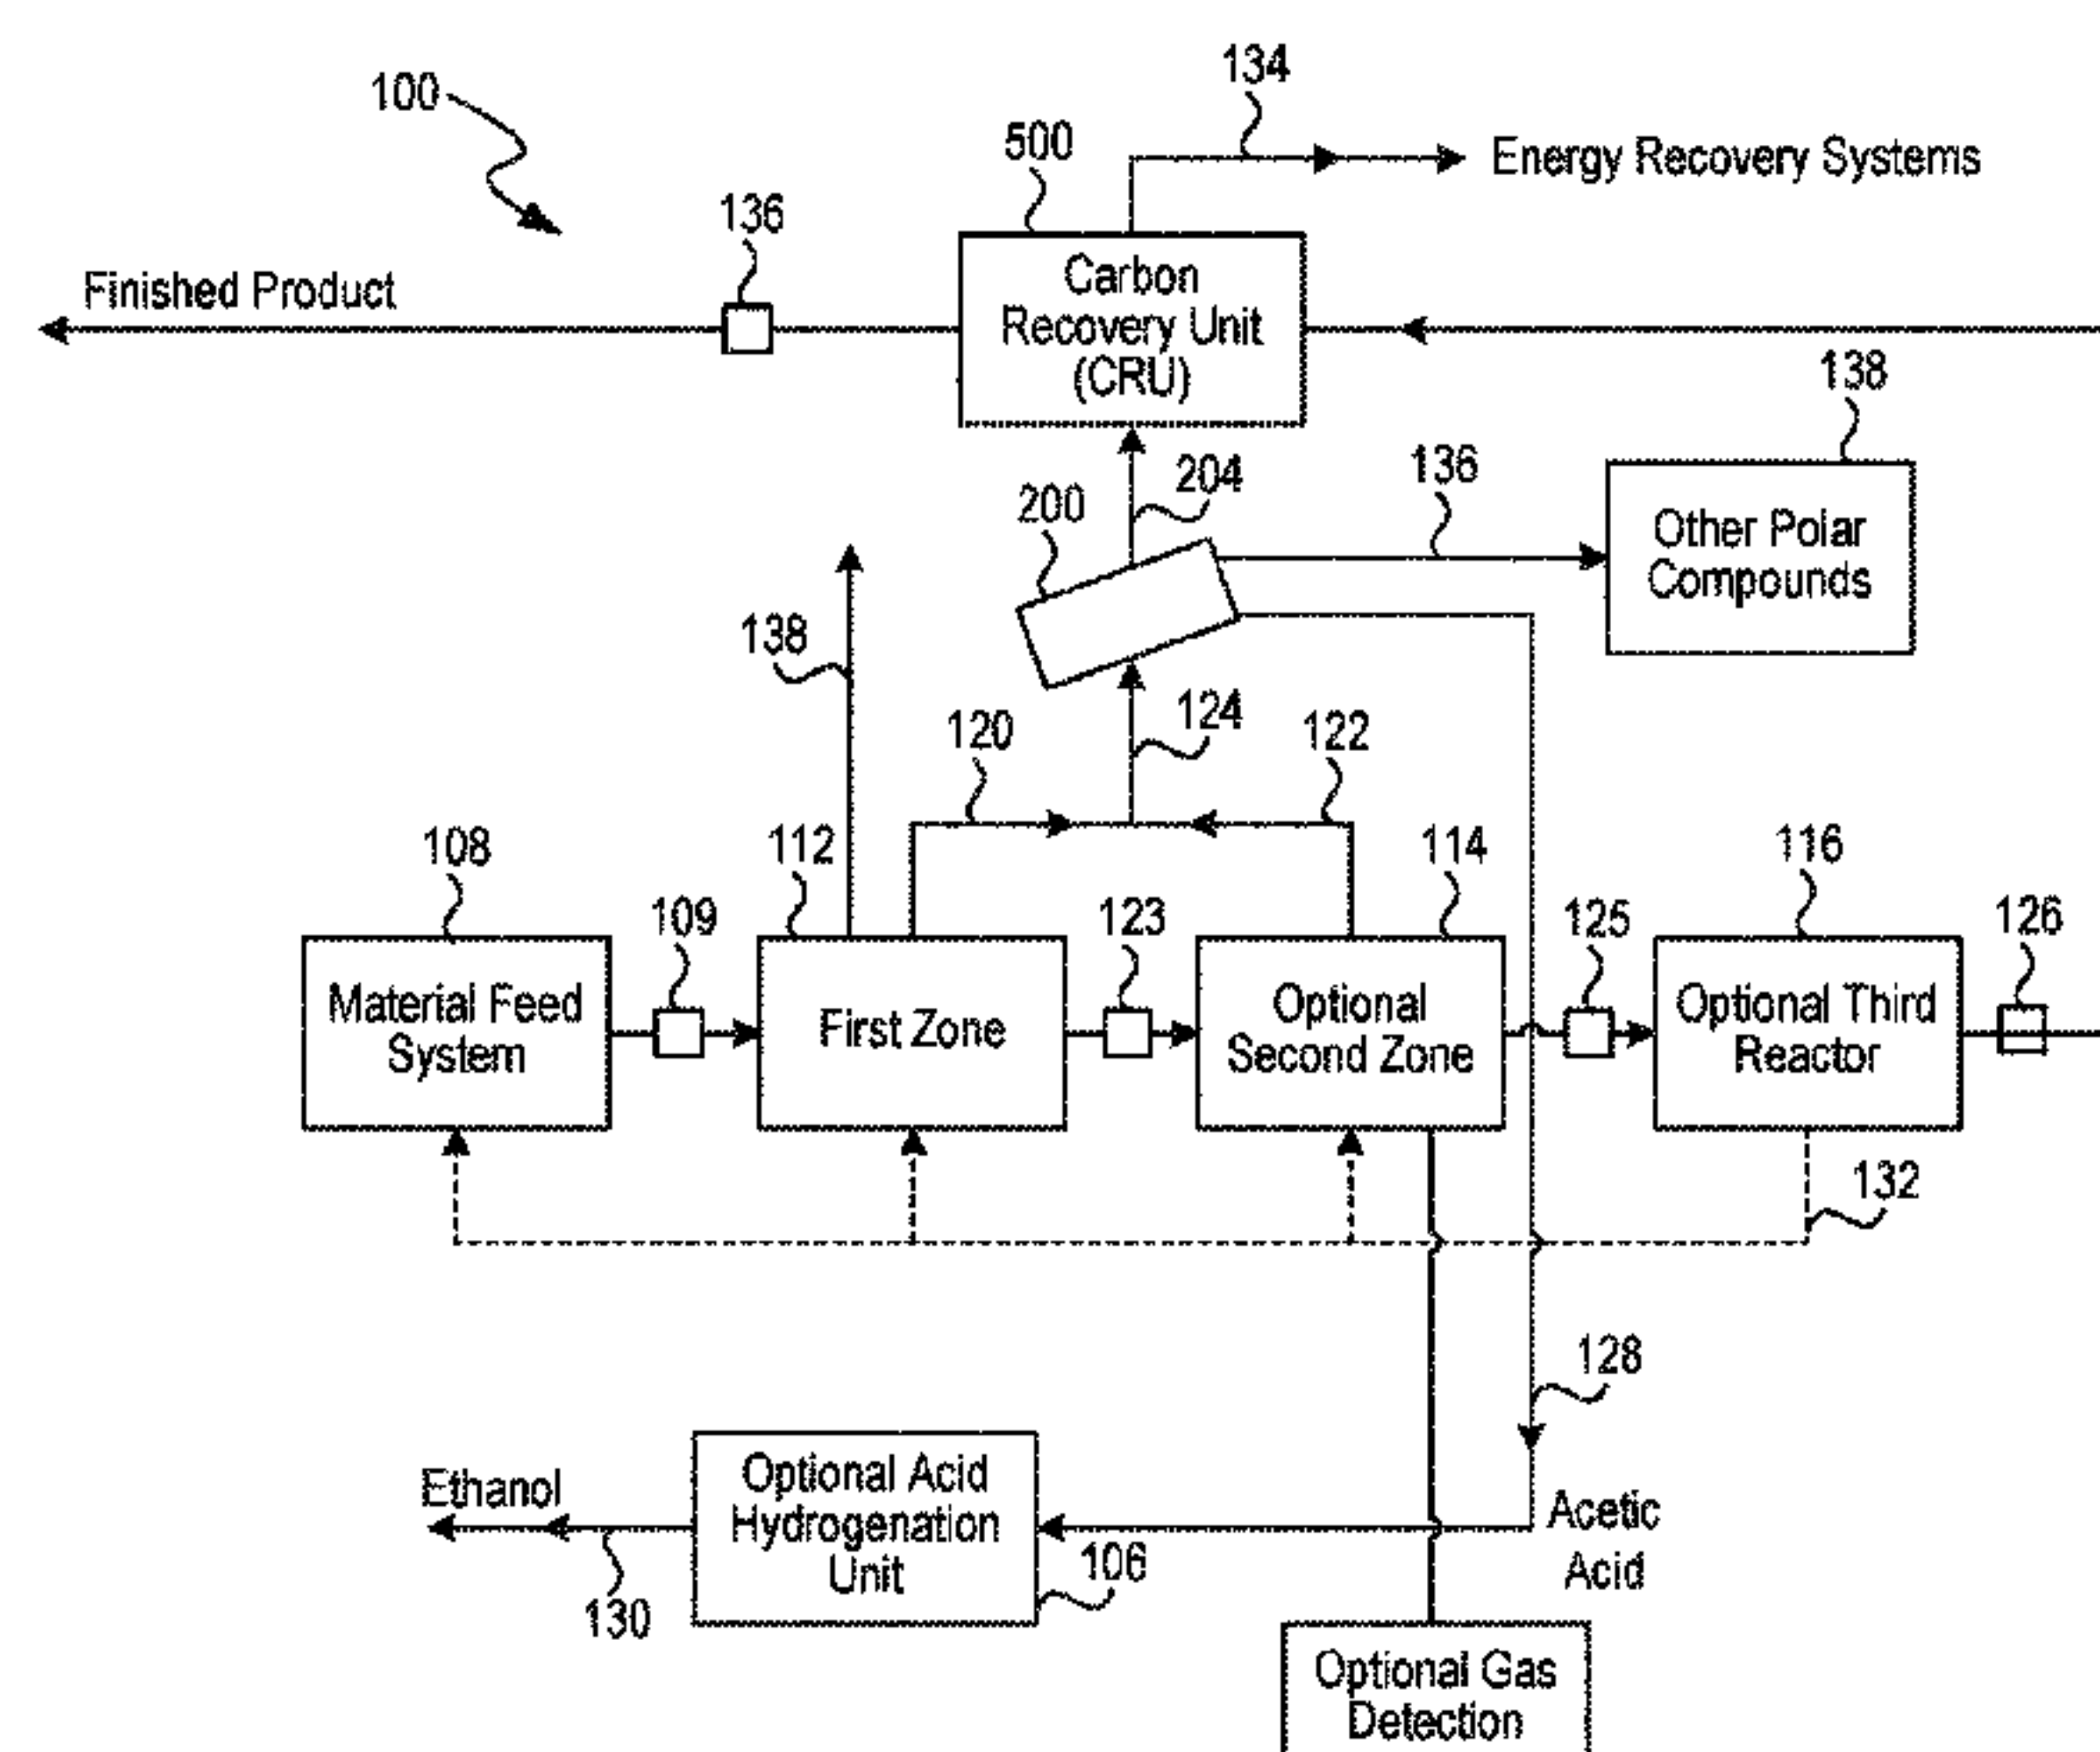 134
100
500
Energy Recovery Systems
136
Finished Product
Carbon
Recovery Unit
(CRU)
138
136
204
200
Other Polar
Compounds
138
124
120
122
108
112
114
116
109
123
125
126
Material Feed
System
First Zone
Optional
Second Zone
Optional Third
Reactor
132
128
Ethanol
Optional Acid
Hydrogenation
Unit
Acetic
Acid
106
130
Optional Gas
Detection